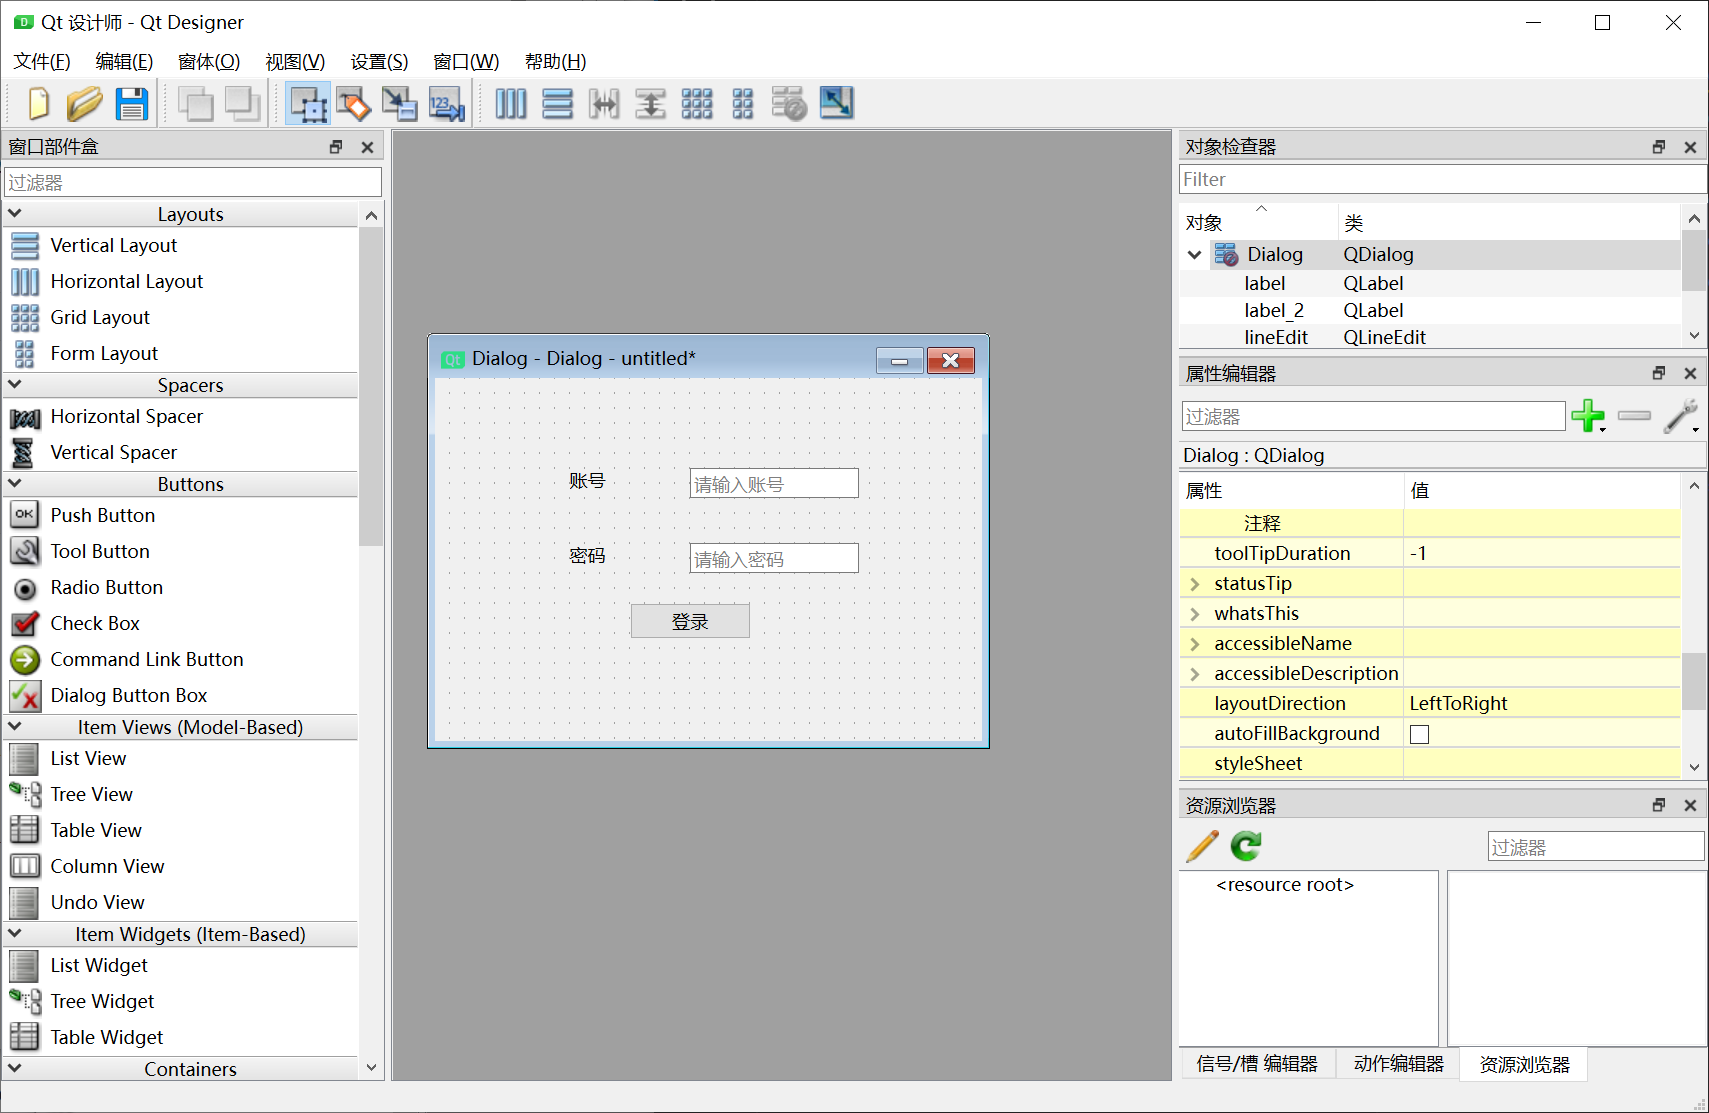 Qt 设计师 - Qt Designer
文件(F) 编辑(E) 窗体(O) 视图(V) 设置(S) 窗口(W) 帮助(H)
窗口部件盒
过滤器
Layouts
Vertical Layout
Horizontal Layout
Grid Layout
Form Layout
Spacers
Horizontal Spacer
Vertical Spacer
Buttons
OK
Push Button
Tool Button
Radio Button
Check Box
Command Link Button
Dialog Button Box
Item Views (Model-Based)
List View
Tree View
Table View
Column View
Undo View
Item Widgets (Item-Based)
List Widget
Tree Widget
Table Widget
Containers
Qt Dialog - Dialog - untitled*
账号 请输入账号
密码 请输入密码
登录
对象检查器
Filter
对象 类
Dialog QDialog
label QLabel
label_2 QLabel
lineEdit QLineEdit
属性编辑器
过滤器
Dialog : QDialog
属性 值
注释
toolTipDuration -1
statusTip
whatsThis
accessibleName
accessibleDescription
layoutDirection LeftToRight
autoFillBackground
styleSheet
资源浏览器
过滤器
<resource root>
信号/槽 编辑器 动作编辑器 资源浏览器